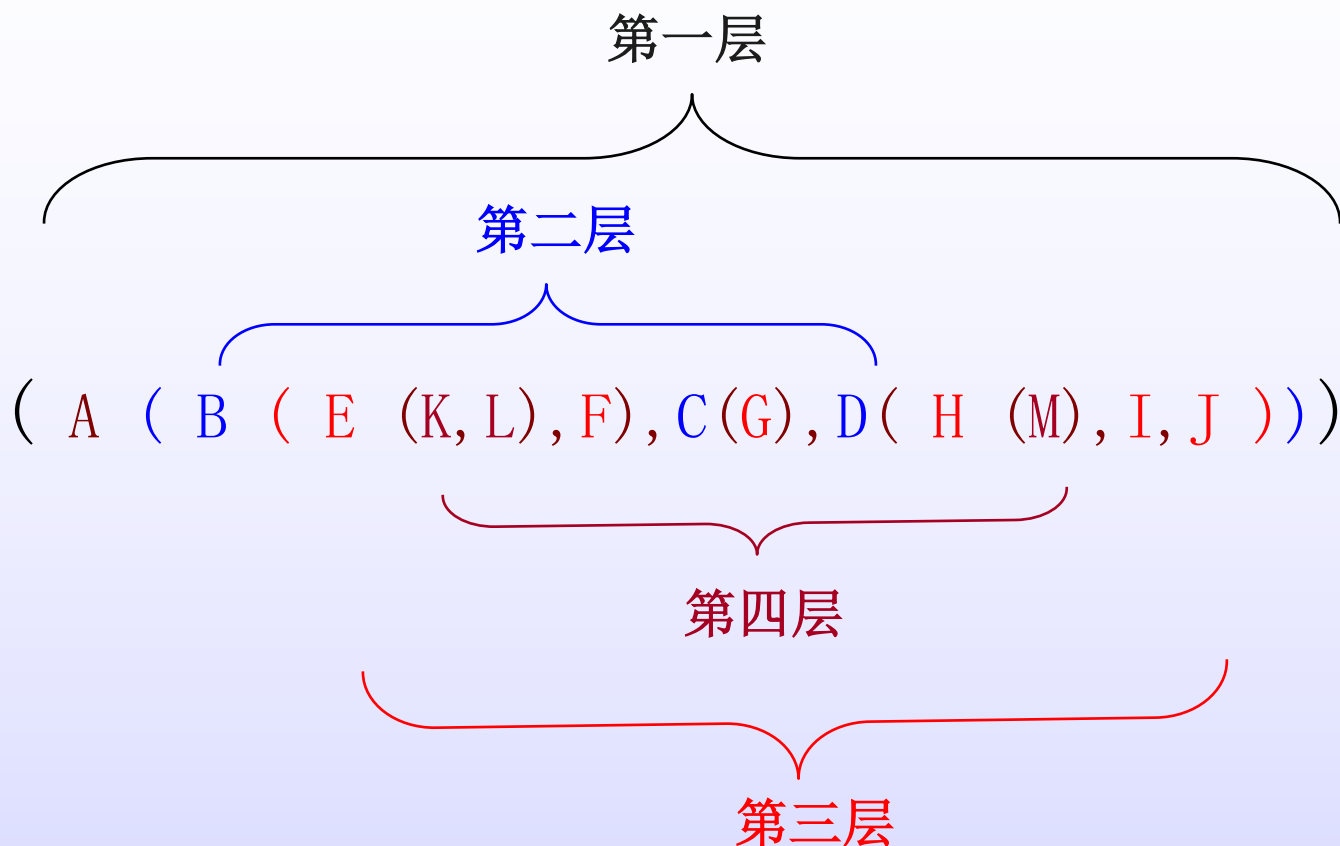 第一层
第二层
( A ( B ( E (K,L),F),C(G),D( H (M),I,J )))
第四层
第三层